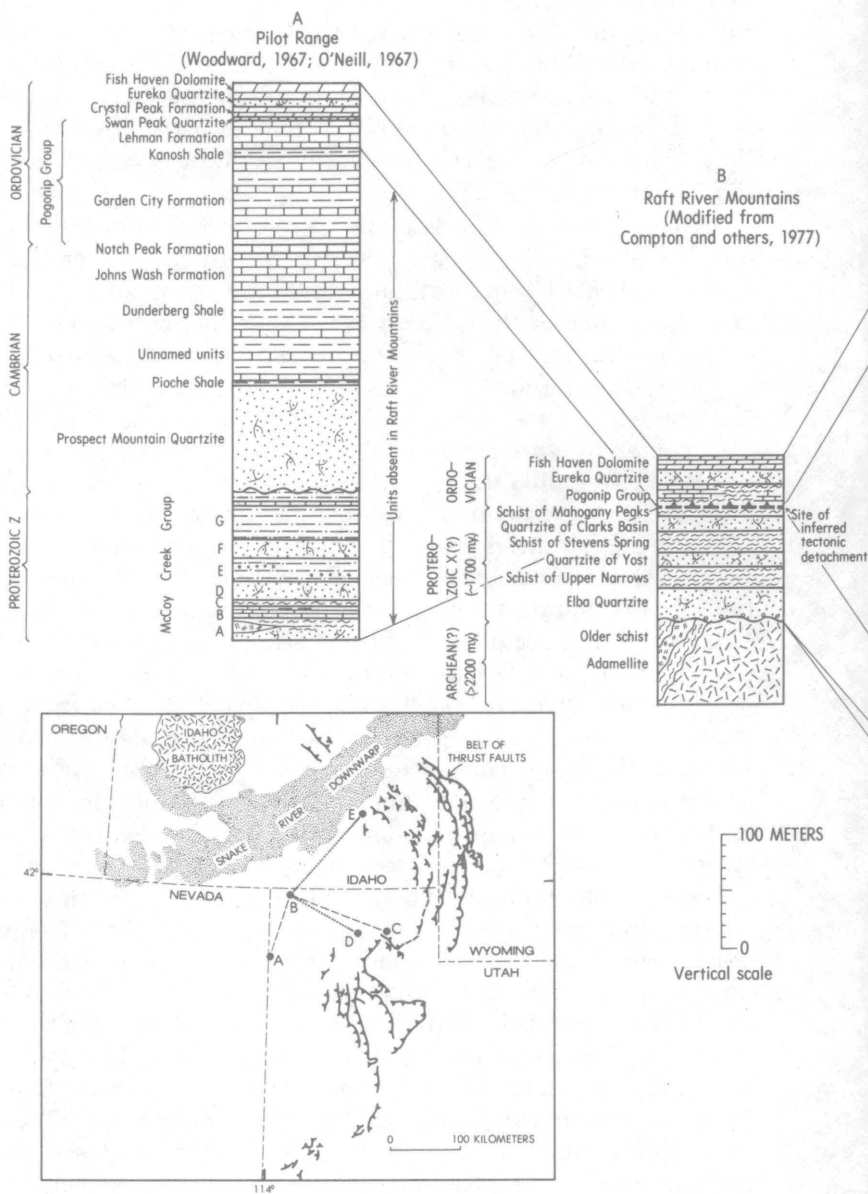 A
Pilot Range
(Woodward, 1967; O'Neill, 1967)
ORDOVICIAN
Pogonip Group
Fish Haven Dolomite
Eureka Quartzite
Crystal Peak Formation
Swan Peak Quartzite
Lehman Formation
Kanosh Shale
Garden City Formation
CAMBRIAN
Notch Peak Formation
Johns Wash Formation
Dunderberg Shale
Unnamed units
Pioche Shale
Prospect Mountain Quartzite
PROTEROZOIC Z
McCoy Creek Group
G
F
E
D
C
B
A
Units absent in Raft River Mountains
B
Raft River Mountains
(Modified from
Compton and others, 1977)
ORDO-
VICIAN
Fish Haven Dolomite
Eureka Quartzite
Pogonip Group
PROTERO-
ZOIC X(?)
(~1700 my)
Schist of Mahogany Pegks
Quartzite of Clarks Basin
Schist of Stevens Spring
Quartzite of Yost
Schist of Upper Narrows
Elba Quartzite
ARCHEAN(?)
(>2200 my)
Older schist
Adamellite
Site of
inferred
tectonic
detachment
OREGON
IDAHO
BATHOLITH
SNAKE RIVER DOWNWARP
BELT OF
THRUST FAULTS
E
42°
NEVADA
IDAHO
B
C
D
A
WYOMING
UTAH
0 100 KILOMETERS
114°
100 METERS
0
Vertical scale